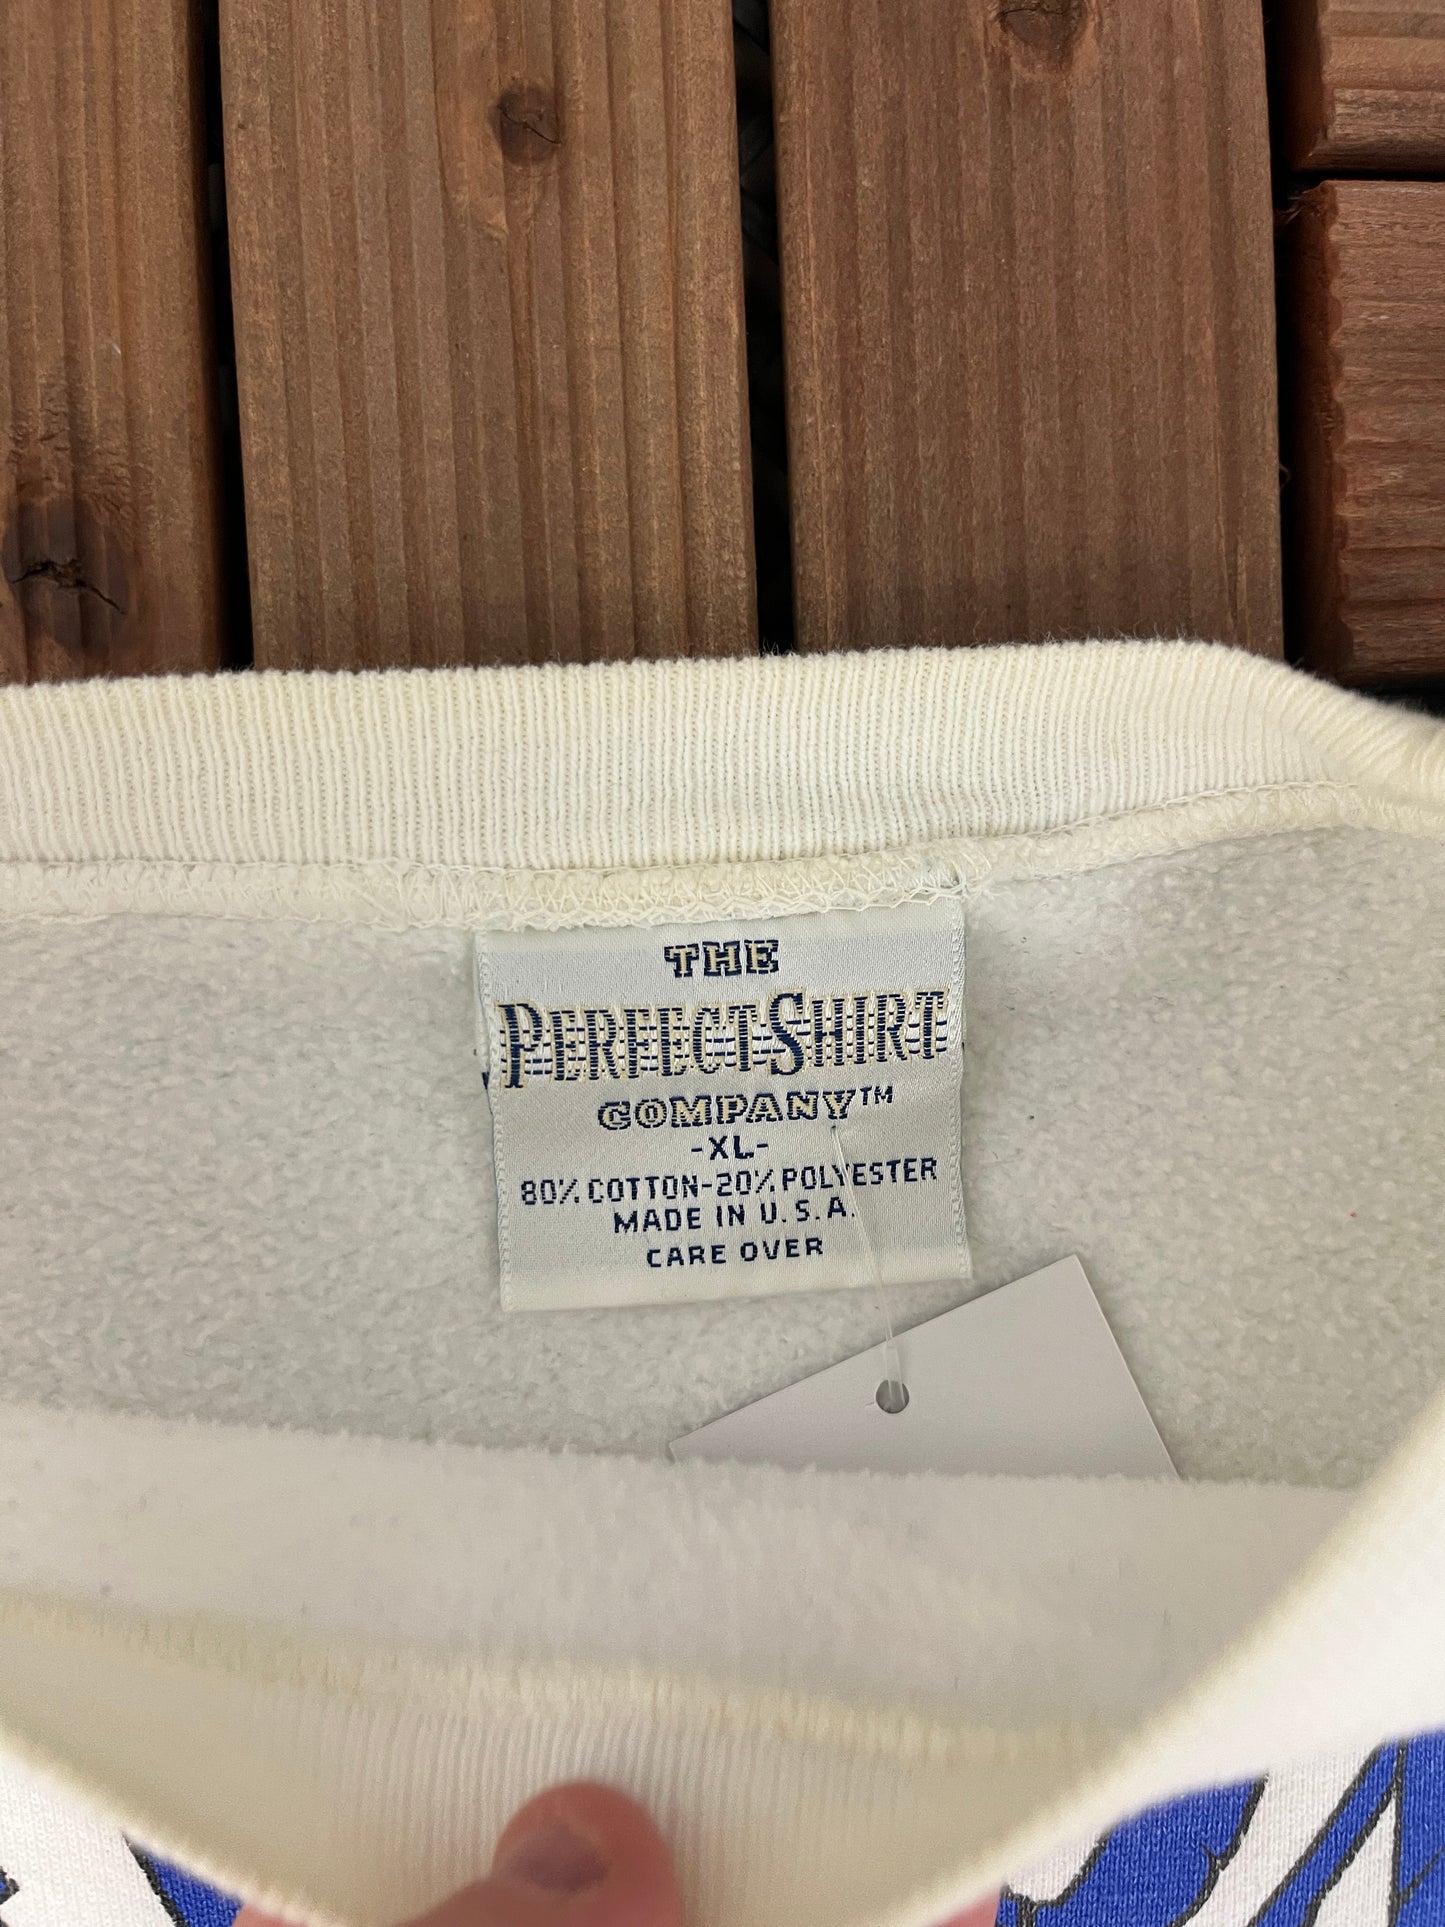 THE
PERFECT SHIRT
COMPANY™
-XL-
80% COTTON-20% POLYESTER
MADE IN U.S.A.
CARE OVER